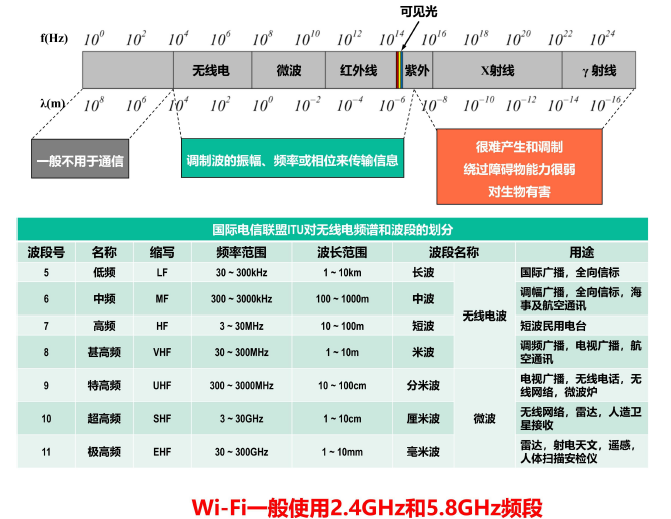 可见光
f(Hz) 10^0 10^2 10^4 10^6 10^8 10^10 10^12 10^14 10^16 10^18 10^20 10^22 10^24
无线电 微波 红外线 紫外 X射线 γ 射线
λ(m) 10^8 10^6 10^4 10^2 10^0 10^-2 10^-4 10^-6 10^-8 10^-10 10^-12 10^-14 10^-16
一般不用于通信
调制波的振幅、频率或相位来传输信息
很难产生和调制
绕过障碍物能力很弱
对生物有害
国际电信联盟ITU对无线电频谱和波段的划分
波段号 名称 缩写 频率范围 波长范围 波段名称 用途
5 低频 LF 30 ~ 300kHz 1 ~ 10km 长波 无线电波 国际广播，全向信标
6 中频 MF 300 ~ 3000kHz 100 ~ 1000m 中波 调幅广播，全向信标，海
事及航空通讯
7 高频 HF 3 ~ 30MHz 10 ~ 100m 短波 短波民用电台
8 甚高频 VHF 30 ~ 300MHz 1 ~ 10m 米波 调频广播，电视广播，航
空通讯
9 特高频 UHF 300 ~ 3000MHz 10 ~ 100cm 分米波 微波 电视广播，无线电话，无
线网络，微波炉
10 超高频 SHF 3 ~ 30GHz 1 ~ 10cm 厘米波 无线网络，雷达，人造卫
星接收
11 极高频 EHF 30 ~ 300GHz 1 ~ 10mm 毫米波 雷达，射电天文，遥感，
人体扫描安检仪
Wi-Fi一般使用2.4GHz和5.8GHz频段